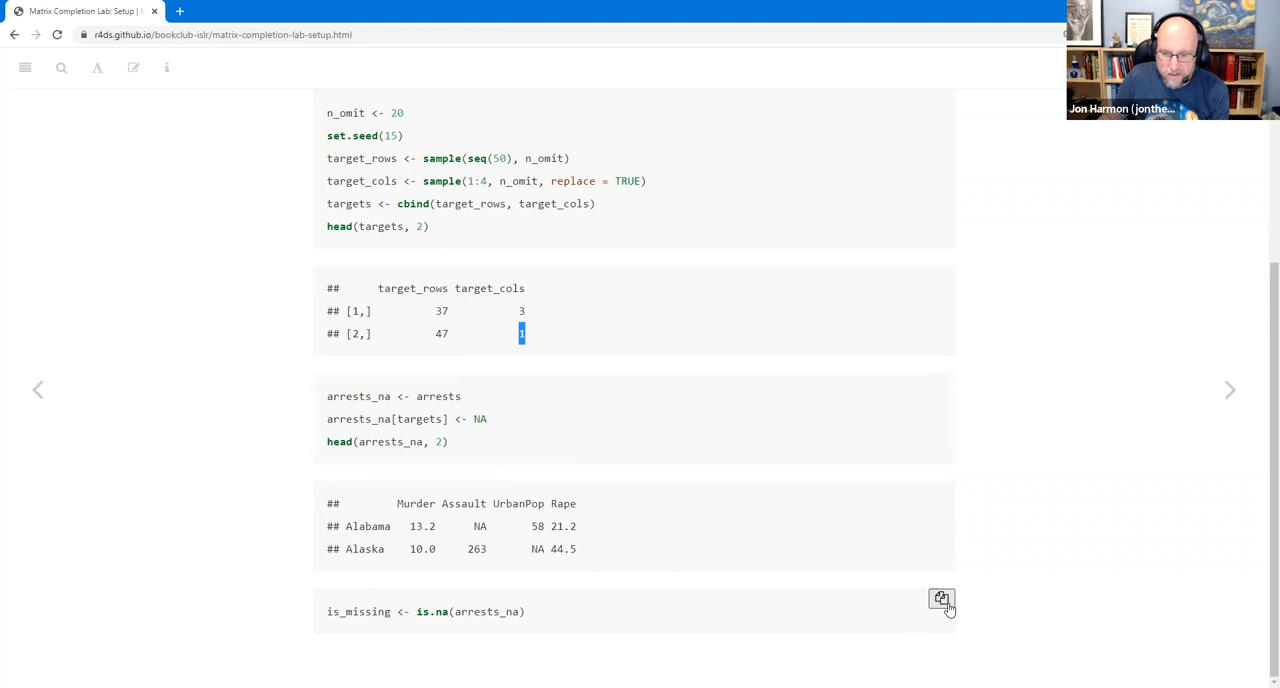 Matrix Completion Lab: Setup |
r4ds.github.io/bookclub-islr/matrix-completion-lab-setup.html
Jon Harmon (jonthe...
n_omit <- 20
set.seed(15)
target_rows <- sample(seq(50), n_omit)
target_cols <- sample(1:4, n_omit, replace = TRUE)
targets <- cbind(target_rows, target_cols)
head(targets, 2)
## target_rows target_cols
## [1,] 37 3
## [2,] 47 1
arrests_na <- arrests
arrests_na[targets] <- NA
head(arrests_na, 2)
## Murder Assault UrbanPop Rape
## Alabama 13.2 NA 58 21.2
## Alaska 10.0 263 NA 44.5
is_missing <- is.na(arrests_na)